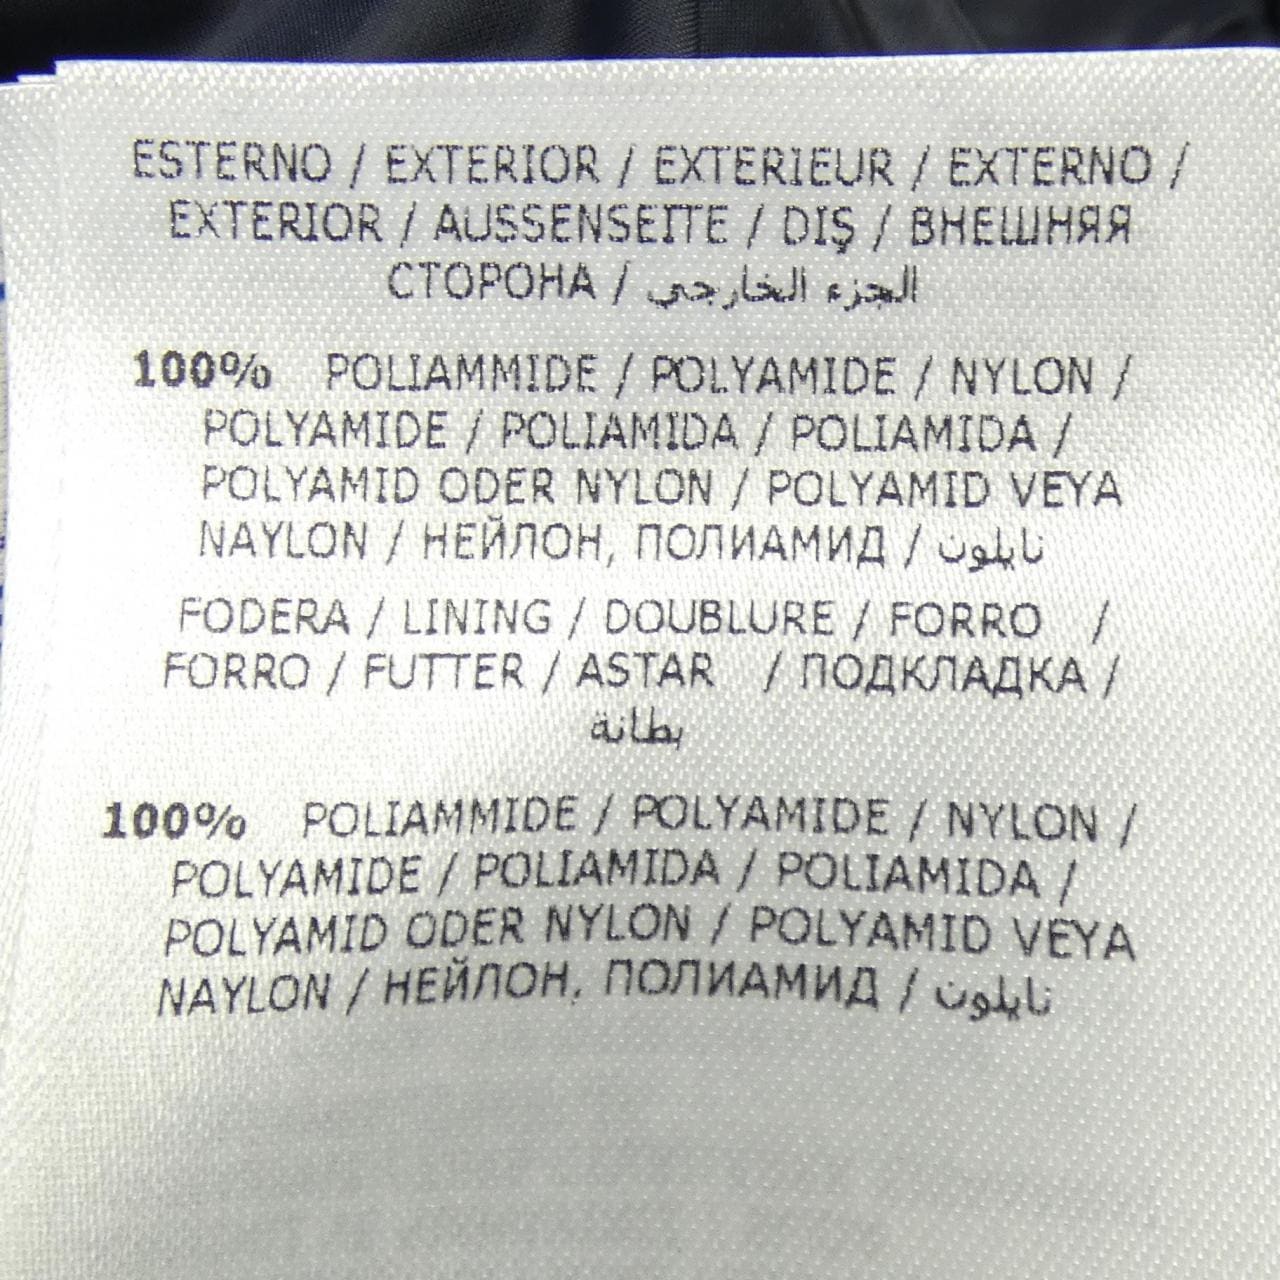 ESTERNO / EXTERIOR / EXTERIEUR / EXTERNO /
EXTERIOR / AUSSENSEITE / DIŞ / ВНЕШНЯЯ
СТОРОНА / الجزء الخارجي
100% POLIAMMIDE / POLYAMIDE / NYLON /
POLYAMIDE / POLIAMIDA / POLIAMIDA /
POLYAMID ODER NYLON / POLYAMID VEYA
NAYLON / НЕЙЛОН, ПОЛИАМИД / نايلون
FODERA / LINING / DOUBLURE / FORRO /
FORRO / FUTTER / ASTAR / ПОДКЛАДКА /
بطانة
100% POLIAMMIDE / POLYAMIDE / NYLON /
POLYAMIDE / POLIAMIDA / POLIAMIDA /
POLYAMID ODER NYLON / POLYAMID VEYA
NAYLON / НЕЙЛОН, ПОЛИАМИД / نايلون